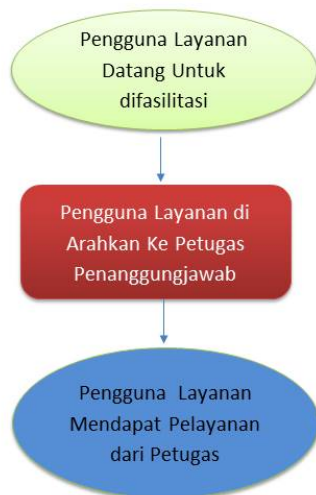 Pengguna Layanan
Datang Untuk
difasilitasi
Pengguna Layanan di
Arahkan Ke Petugas
Penanggungjawab
Pengguna Layanan
Mendapat Pelayanan
dari Petugas